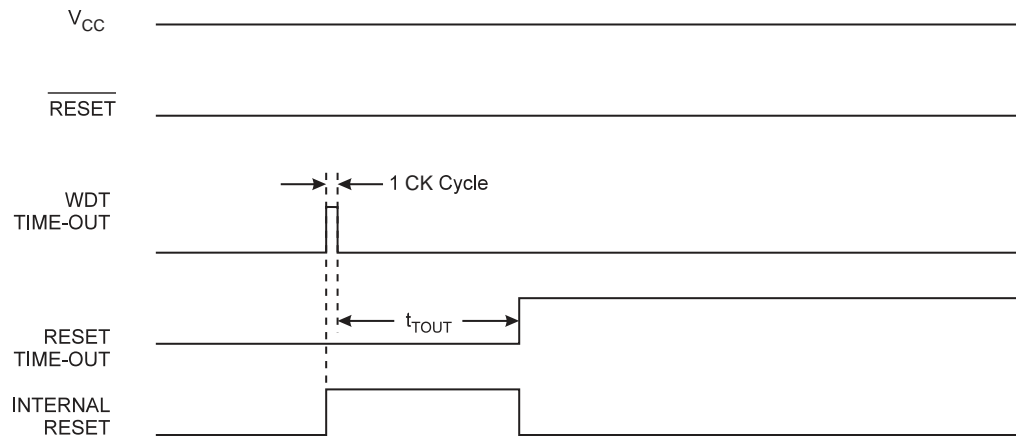 VCC
RESET
1 CK Cycle
WDT
TIME-OUT
tTOUT
RESET
TIME-OUT
INTERNAL
RESET